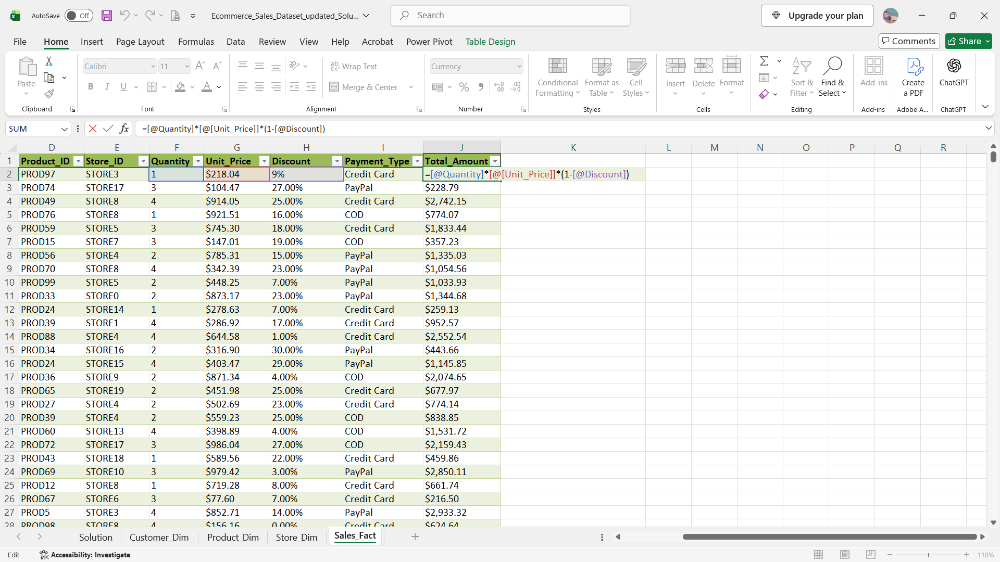 AutoSave Off Ecommerce_Sales_Dataset_updated_Solu... Search Upgrade your plan
File Home Insert Page Layout Formulas Data Review View Help Acrobat Power Pivot Table Design Comments Share
Paste Calibri 11 Wrap Text Currency Conditional Formatting Format as Table Cell Styles Insert Delete Format Sort & Filter Find & Select Add-ins Create a PDF ChatGPT
B I U A Merge & Center % .00
Clipboard Font Alignment Number Styles Cells Editing Add-ins Adobe A... ChatGPT
SUM fx =[@Quantity]*[@[Unit_Price]]*(1-[@Discount])
D E F G H I J K L M N O P Q R
1 Product_ID Store_ID Quantity Unit_Price Discount Payment_Type Total_Amount
2 PROD97 STORE3 1 $218.04 9% Credit Card =[@Quantity]*[@[Unit_Price]]*(1-[@Discount])
3 PROD74 STORE17 3 $104.47 27.00% PayPal $228.79
4 PROD49 STORE8 4 $914.05 25.00% Credit Card $2,742.15
5 PROD76 STORE8 1 $921.51 16.00% COD $774.07
6 PROD59 STORE5 3 $745.30 18.00% Credit Card $1,833.44
7 PROD15 STORE7 3 $147.01 19.00% COD $357.23
8 PROD56 STORE4 2 $785.31 15.00% PayPal $1,335.03
9 PROD70 STORE8 4 $342.39 23.00% PayPal $1,054.56
10 PROD99 STORE5 2 $448.25 7.00% PayPal $1,033.93
11 PROD33 STORE0 2 $873.17 23.00% PayPal $1,344.68
12 PROD24 STORE14 1 $278.63 7.00% Credit Card $259.13
13 PROD39 STORE1 4 $286.92 17.00% Credit Card $952.57
14 PROD88 STORE4 4 $644.58 1.00% Credit Card $2,552.54
15 PROD34 STORE16 2 $316.90 30.00% PayPal $443.66
16 PROD24 STORE15 4 $403.47 29.00% PayPal $1,145.85
17 PROD36 STORE9 2 $871.34 4.00% COD $2,074.65
18 PROD65 STORE19 2 $451.98 25.00% Credit Card $677.97
19 PROD27 STORE4 2 $502.69 23.00% Credit Card $774.14
20 PROD39 STORE4 2 $559.23 25.00% COD $838.85
21 PROD60 STORE13 4 $398.89 4.00% COD $1,531.72
22 PROD72 STORE17 3 $986.04 27.00% COD $2,159.43
23 PROD43 STORE18 1 $589.56 22.00% Credit Card $459.86
24 PROD69 STORE10 3 $979.42 3.00% PayPal $2,850.11
25 PROD12 STORE8 1 $719.28 8.00% Credit Card $661.74
26 PROD67 STORE6 3 $77.60 7.00% Credit Card $216.50
27 PROD5 STORE3 4 $852.71 14.00% PayPal $2,933.32
28 PROD98 STORE8 4 $156.16 0.00% Credit Card $624.64
Solution Customer_Dim Product_Dim Store_Dim Sales_Fact
Edit Accessibility: Investigate 110%